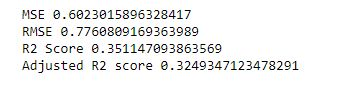 MSE 0.6023015896328417
RMSE 0.7760809169363989
R2 Score 0.351147093863569
Adjusted R2 score 0.3249347123478291